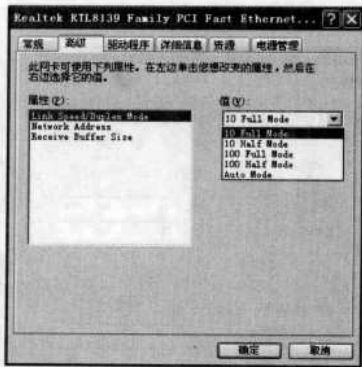 Realtek RTL8139 Family PCI Fast Ethernet...
常规 高级 驱动程序 详细信息 资源 电源管理
此网卡可使用下列属性。在左边单击您想改变的属性，然后在
右边选择它的值。
属性(P):
值(V):
Link Speed/Duplex Mode
Network Address
Receive Buffer Size
10 Full Mode
10 Full Mode
10 Half Mode
100 Full Mode
100 Half Mode
Auto Mode
确定 取消